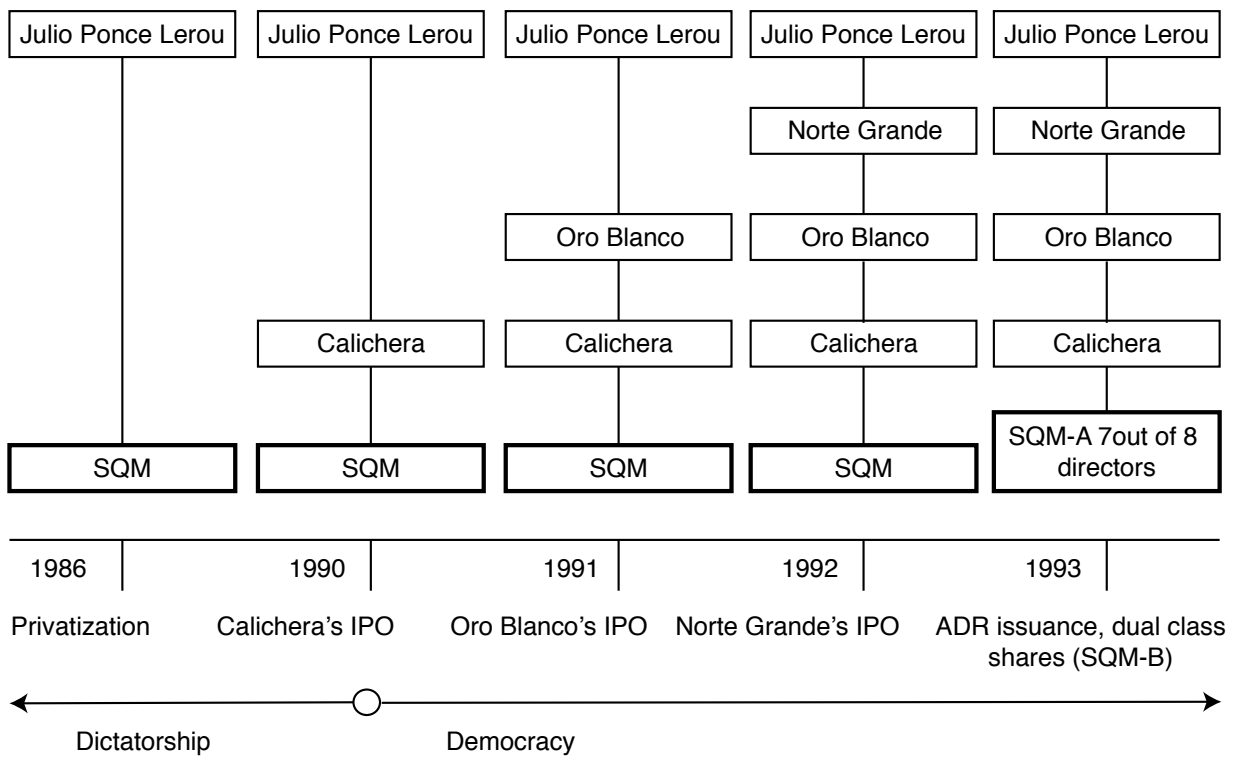 Julio Ponce Lerou
Julio Ponce Lerou
Julio Ponce Lerou
Julio Ponce Lerou
Julio Ponce Lerou
Norte Grande
Norte Grande
Oro Blanco
Oro Blanco
Oro Blanco
Calichera
Calichera
Calichera
Calichera
SQM
SQM
SQM
SQM
SQM-A 7out of 8
directors
1986
1990
1991
1992
1993
Privatization
Calichera’s IPO
Oro Blanco’s IPO
Norte Grande’s IPO
ADR issuance, dual class
shares (SQM-B)
Dictatorship
Democracy